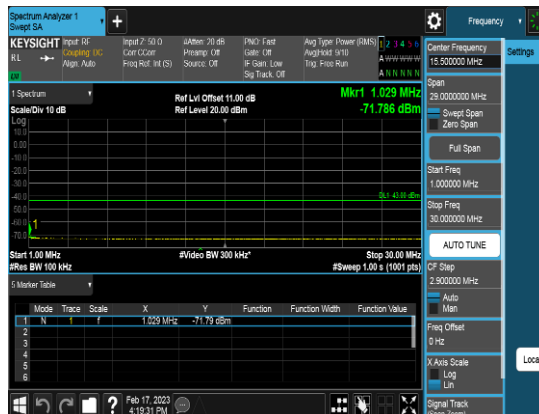 Spectrum Analyzer 1
Swept SA
Frequency
KEYSIGHT
RL
Input: RF
Coupling: DC
Align: Auto
Input Z: 50 Ω
Corr CCorr
Freq Ref: Int (S)
#Atten: 20 dB
Preamp: Off
Source: Off
PNO: Fast
Gate: Off
IF Gain: Low
Sig Track: Off
Avg Type: Power (RMS)
Avg|Hold: 9/10
Trig: Free Run
1 2 3 4 5 6
A W W W W W
A N N N N N
LV
1 Spectrum
Scale/Div 10 dB
Ref Lvl Offset 11.00 dB
Ref Level 20.00 dBm
Mkr1 1.029 MHz
-71.786 dBm
Log
10.0
0.00
-10.0
-20.0
-30.0
-40.0
-50.0
-60.0
-70.0
1
Start 1.00 MHz
#Res BW 100 kHz
#Video BW 300 kHz*
Stop 30.00 MHz
#Sweep 1.00 s (1001 pts)
5 Marker Table
Mode Trace Scale X Y Function Function Width Function Value
1 N 1 f 1.029 MHz -71.79 dBm
2
3
4
5
6
Feb 17, 2023
4:19:31 PM
Center Frequency
15.500000 MHz
Span
29.0000000 MHz
Swept Span
Zero Span
Full Span
Start Freq
1.000000 MHz
Stop Freq
30.000000 MHz
AUTO TUNE
CF Step
2.900000 MHz
Auto
Man
Freq Offset
0 Hz
X Axis Scale
Log
Lin
Signal Track
Settings
Loca